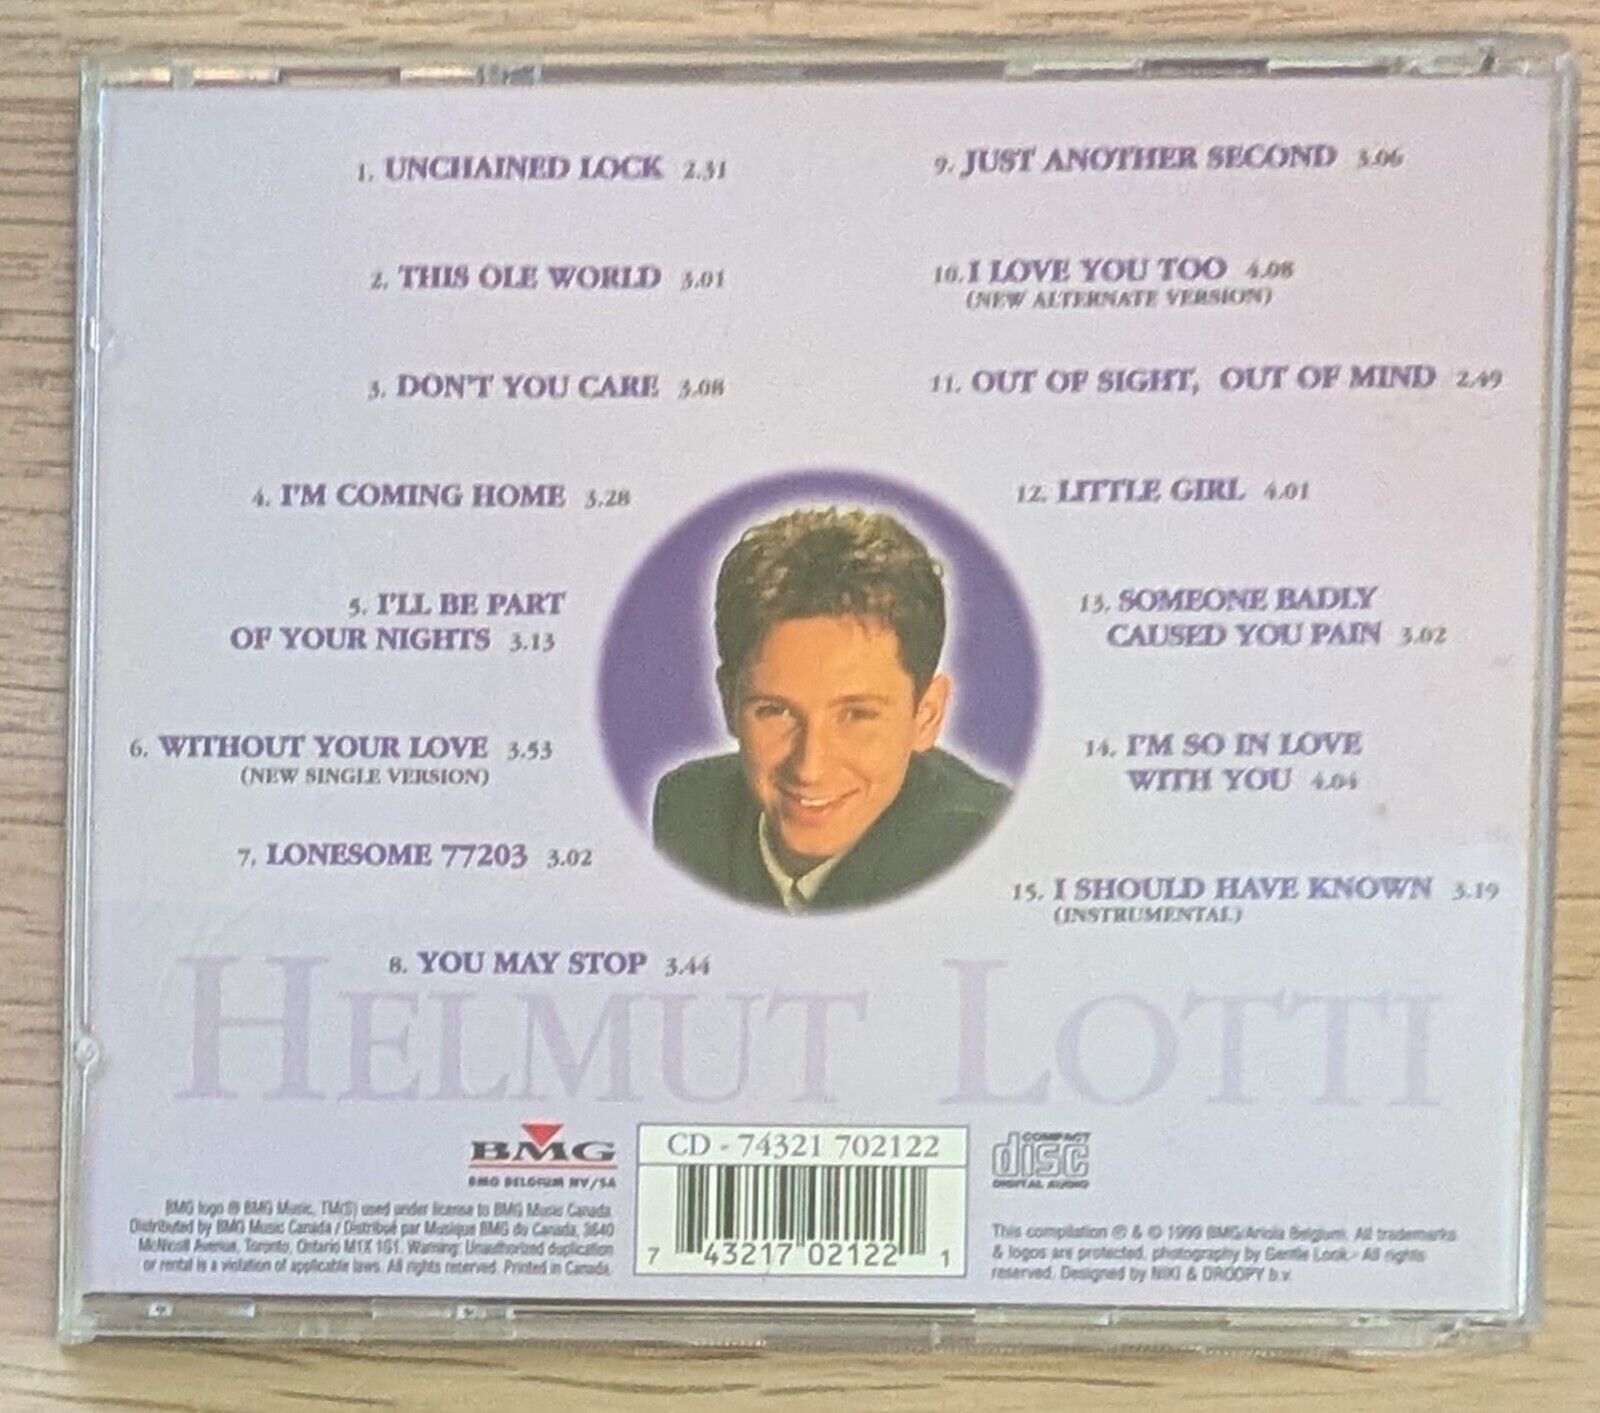 1. UNCHAINED LOCK 2.31
2. THIS OLE WORLD 3.01
3. DON'T YOU CARE 3.08
4. I'M COMING HOME 3.28
5. I'LL BE PART
OF YOUR NIGHTS 3.13
6. WITHOUT YOUR LOVE 3.53
(NEW SINGLE VERSION)
7. LONESOME 77203 3.02
8. YOU MAY STOP 3.44
9. JUST ANOTHER SECOND 3.06
10. I LOVE YOU TOO 4.08
(NEW ALTERNATE VERSION)
11. OUT OF SIGHT, OUT OF MIND 2.49
12. LITTLE GIRL 4.01
13. SOMEONE BADLY
CAUSED YOU PAIN 3.02
14. I'M SO IN LOVE
WITH YOU 4.04
15. I SHOULD HAVE KNOWN 3.19
(INSTRUMENTAL)
HELMUT LOTTI
BMG
BMG BELGIUM NV/SA
BMG logo ® BMG Music, TM(S) used under license to BMG Music Canada.
Distributed by BMG Music Canada / Distribué par Musique BMG du Canada, 3640
McNicoll Avenue, Toronto, Ontario M1X 1G1. Warning: Unauthorized duplication
or rental is a violation of applicable laws. All rights reserved. Printed in Canada.
CD - 74321 702122
7 43217 02122 1
COMPACT
disc
DIGITAL AUDIO
This compilation ℗ & © 1999 BMG/Ariola Belgium. All trademarks
& logos are protected. photography by Gentle Look - All rights
reserved. Designed by NIKI & DROOPY b.v.